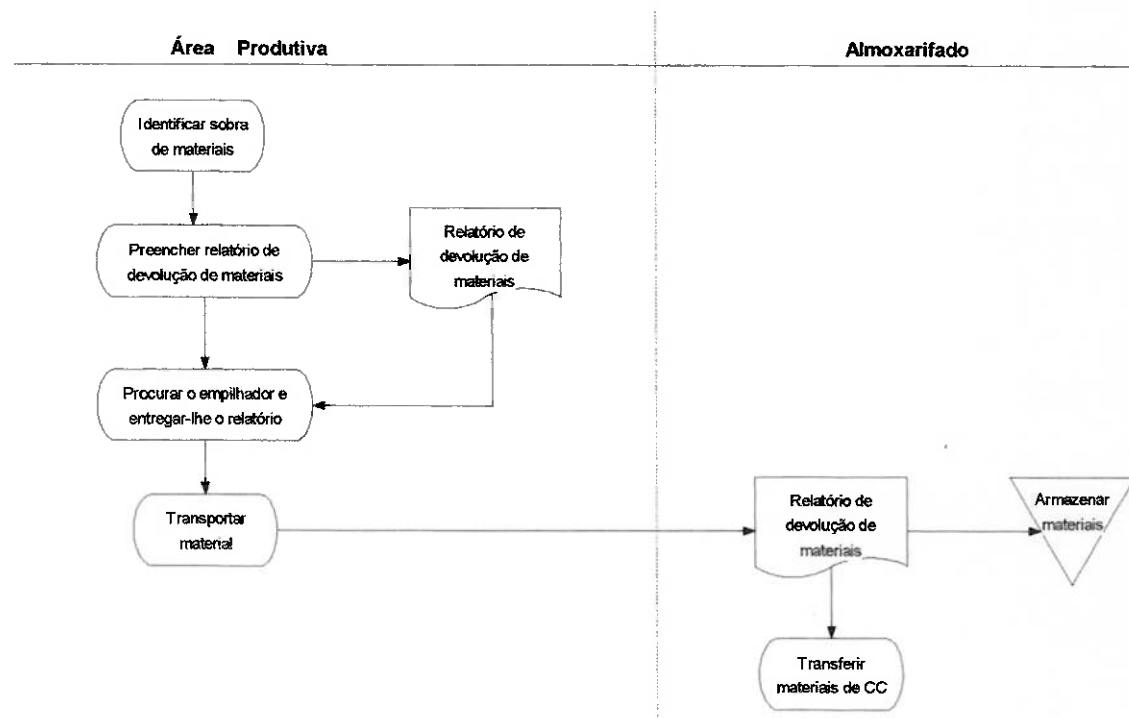 Área Produtiva
Almoxarifado
Identificar sobra
de materiais
Preencher relatório de
devolução de materiais
Relatório de
devolução de
materiais
Procurar o empilhador e
entregar-lhe o relatório
Transportar
material
Relatório de
devolução de
materiais
Armazenar
materiais
Transferir
materiais de CC